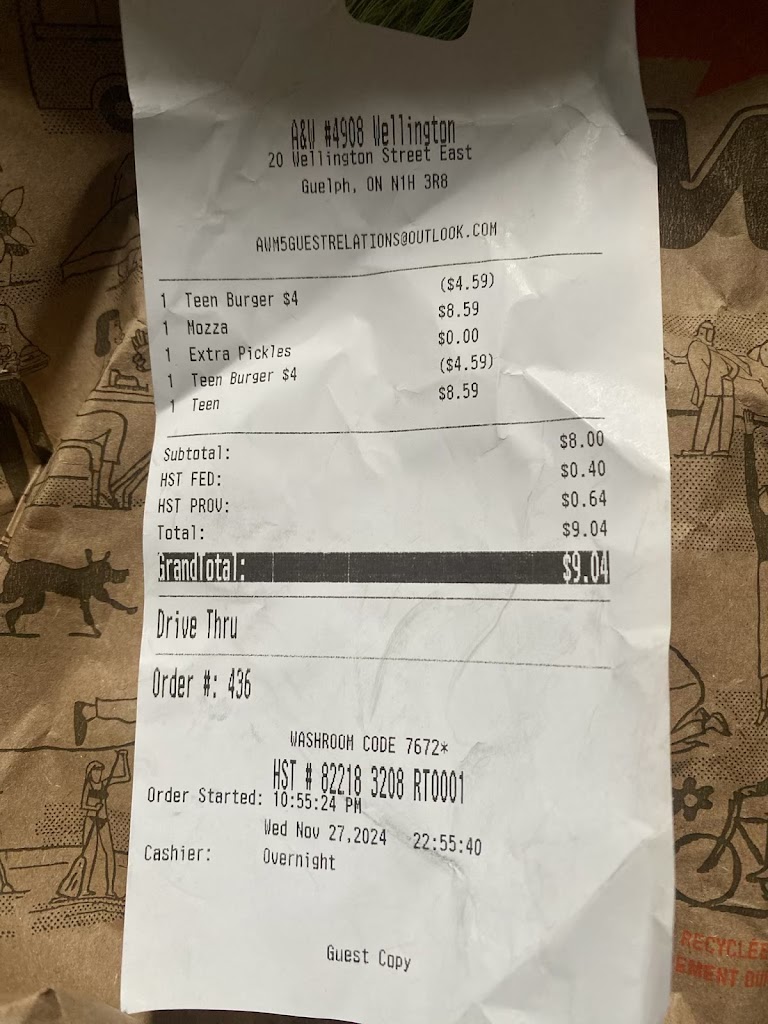 A&W #4908 Wellington
20 Wellington Street East
Guelph, ON N1H 3R8
AWM5GUESTRELATIONS@OUTLOOK.COM
1 Teen Burger $4 ($4.59)
1 Mozza $8.59
1 Extra Pickles $0.00
1 Teen Burger $4 ($4.59)
1 Teen $8.59
Subtotal: $8.00
HST FED: $0.40
HST PROV: $0.64
Total: $9.04
GrandTotal: $9.04
Drive Thru
Order #: 436
WASHROOM CODE 7672*
HST # 82218 3208 RT0001
Order Started: 10:55:24 PM
Wed Nov 27,2024 22:55:40
Cashier: Overnight
Guest Copy